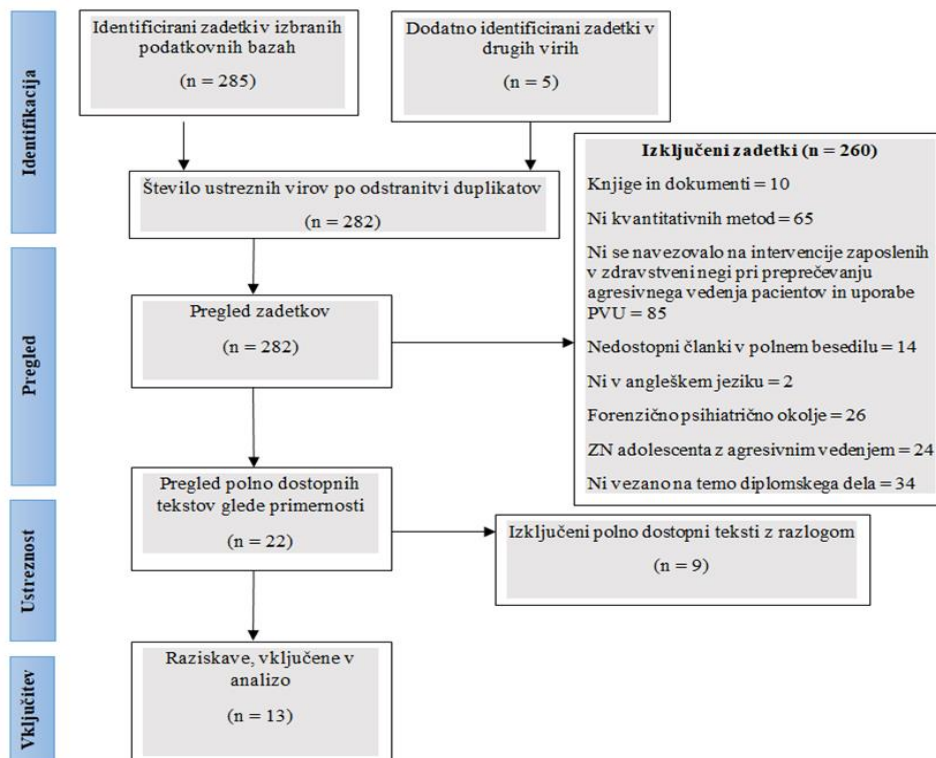 Identifikacija
Identificirani zadetki v izbranih
podatkovnih bazah
(n = 285)
Dodatno identificirani zadetki v
drugih virih
(n = 5)
Število ustreznih virov po odstranitvi duplikatov
(n = 282)
Pregled
Pregled zadetkov
(n = 282)
Izključeni zadetki (n = 260)
Knjige in dokumenti = 10
Ni kvantitativnih metod = 65
Ni se navezovalo na intervencije zaposlenih
v zdravstveni negi pri preprečevanju
agresivnega vedenja pacientov in uporabe
PVU = 85
Nedostopni članki v polnem besedilu = 14
Ni v angleškem jeziku = 2
Forenzično psihiatrično okolje = 26
ZN adolescenta z agresivnim vedenjem = 24
Ni vezano na temo diplomskega dela = 34
Ustreznost
Pregled polno dostopnih
tekstov glede primernosti
(n = 22)
Izključeni polno dostopni teksti z razlogom
(n = 9)
Vključitev
Raziskave, vključene v
analizo
(n = 13)